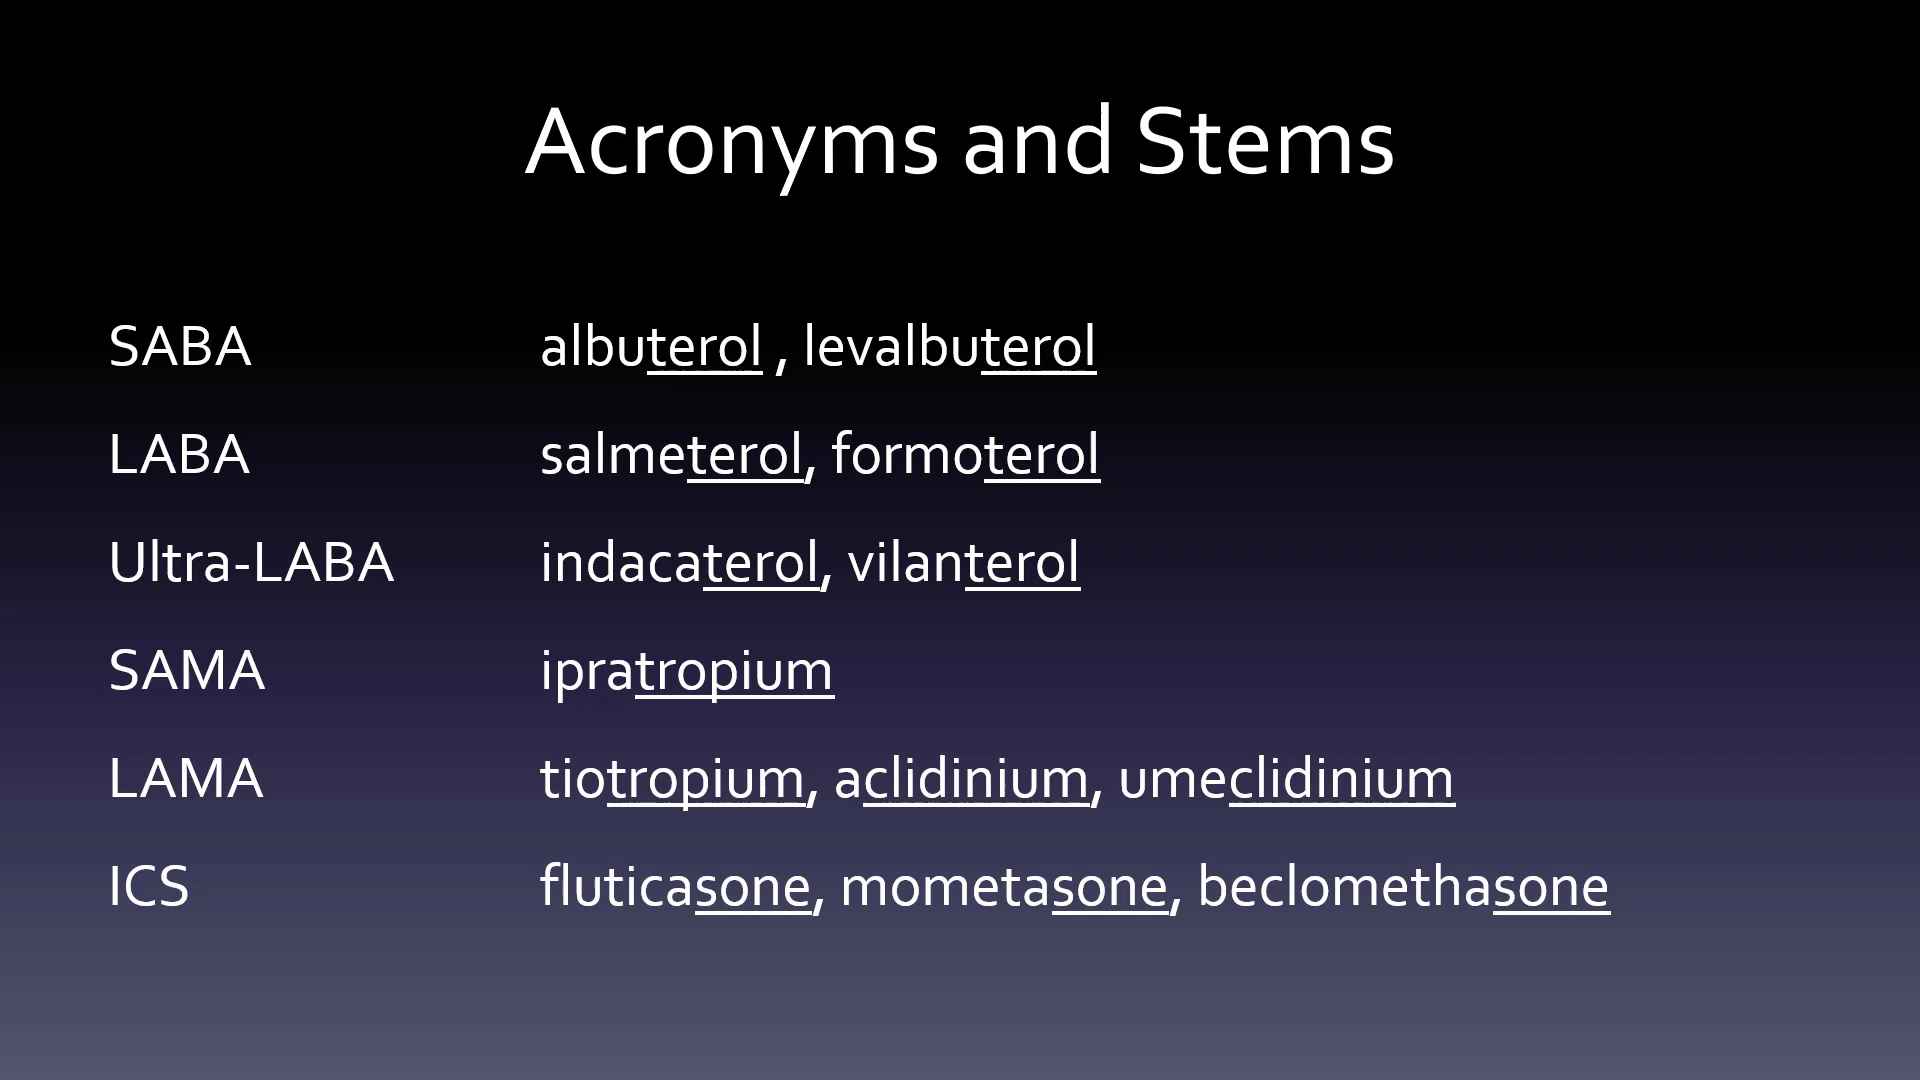 Acronyms and Stems
SABA albuterol , levalbuterol
LABA salmeterol, formoterol
Ultra-LABA indacaterol, vilanterol
SAMA ipratropium
LAMA tiotropium, aclidinium, umeclidinium
ICS fluticasone, mometasone, beclomethasone